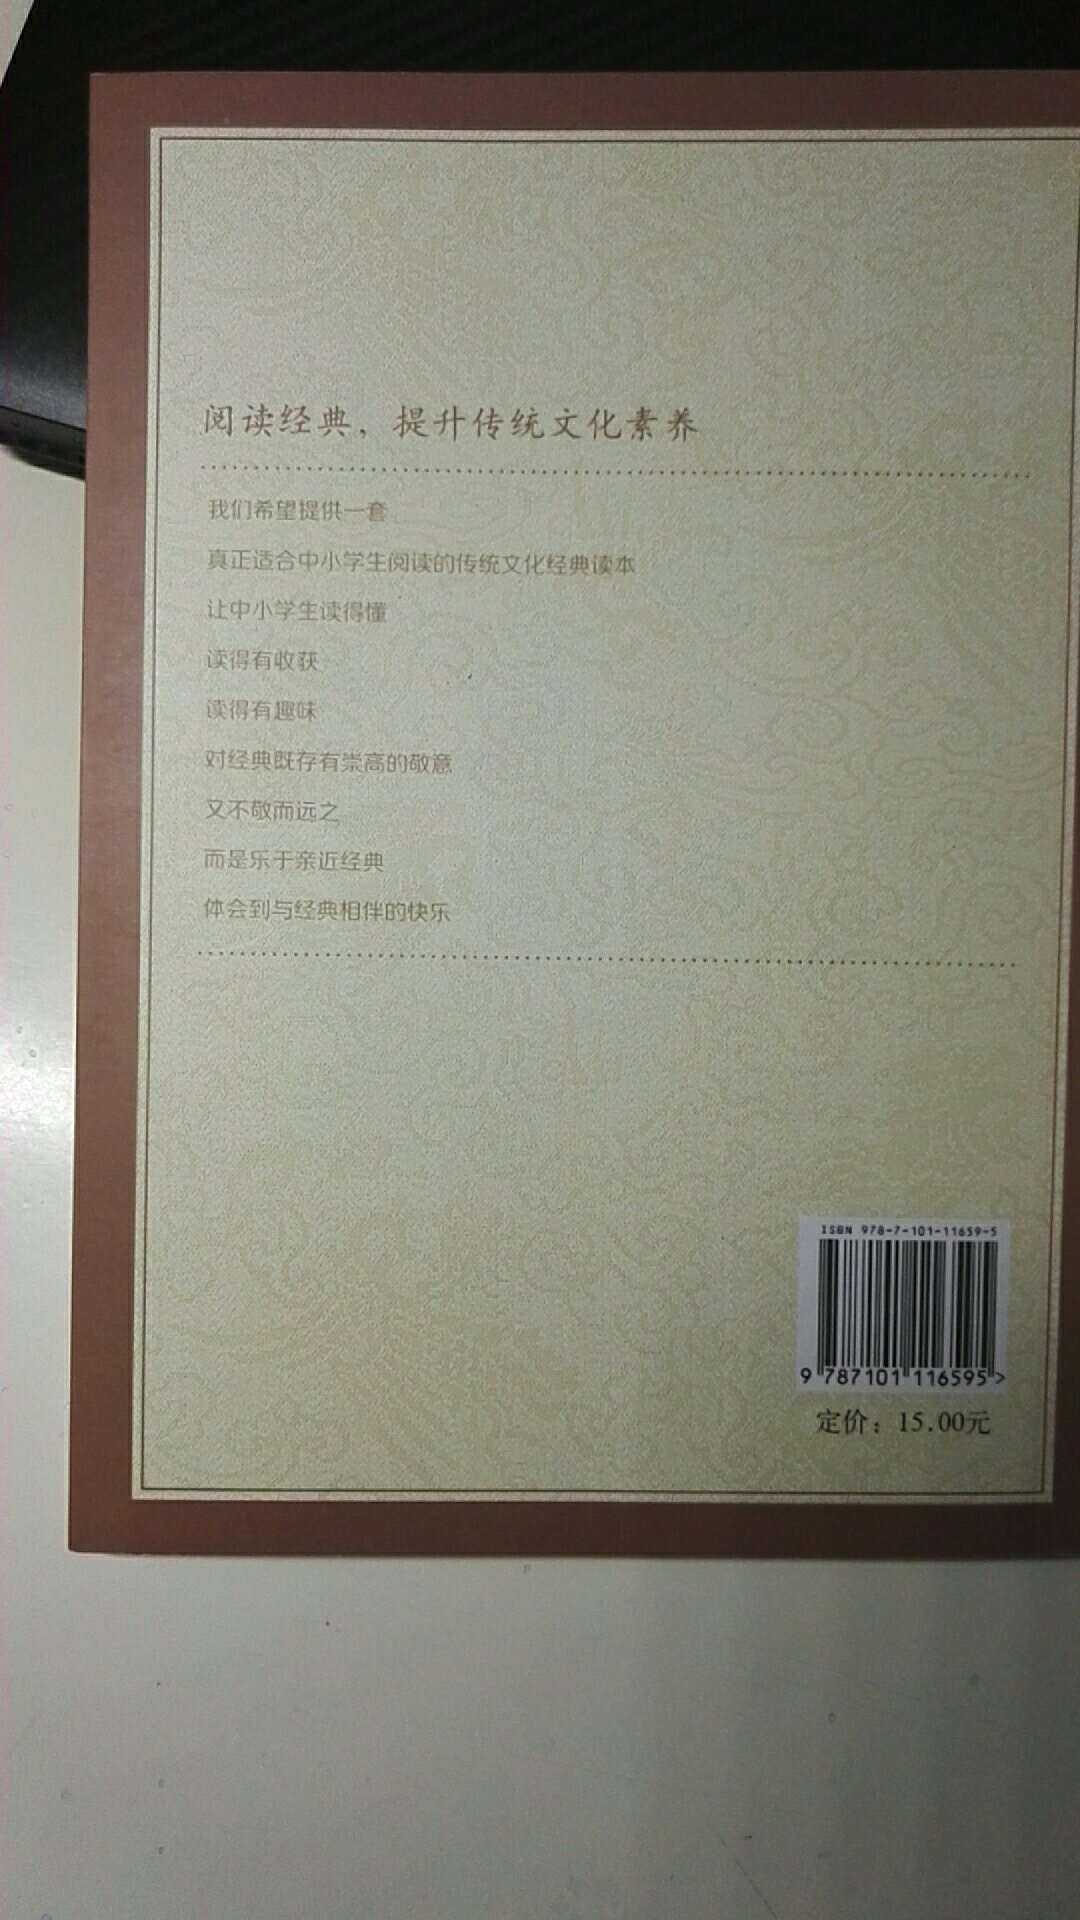 阅读经典，提升传统文化素养
我们希望提供一套
真正适合中小学生阅读的传统文化经典读本
让中小学生读得懂
读得有收获
读得有趣味
对经典既存有崇高的敬意
又不敬而远之
而是乐于亲近经典
体会到与经典相伴的快乐
ISBN 978-7-101-11659-5
9 787101 116595>
定价：15.00元